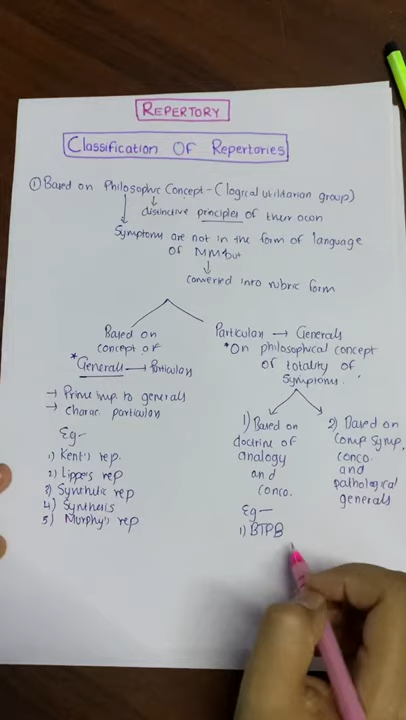 REPERTORY
Classification OF Repertories
① Based on Philosophic Concept - (logical utilitarian group)
distinctive principles of their own
Symptoms are not in the form of language
of MM but
converted into rubric form
Based on
concept of
*Generals → Particulars
→ Prime imp. to generals
→ Charac particulars
Eg -
1) Kent's rep.
2) Lippe's rep
3) Synthetic rep
4) Synthesis
5) Murphy's rep
Particulars → Generals
*On philosophical concept
of totality of
Symptoms.
1) Based on
doctrine of
analogy
and
conco.
Eg -
1) BTPB
2) Based on
Comp Symp,
conco.
and
pathological
generals